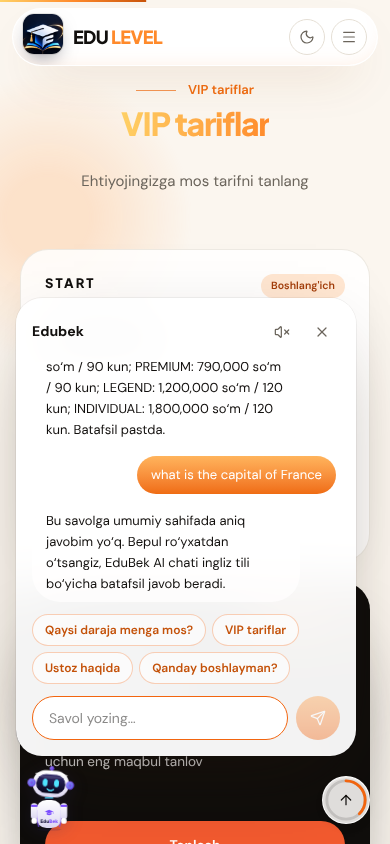 EDU LEVEL
VIP tariflar
VIP tariflar
Ehtiyojingizga mos tarifni tanlang
START
Boshlang'ich
Edubek
so‘m / 90 kun; PREMIUM: 790,000 so‘m
/ 90 kun; LEGEND: 1,200,000 so‘m / 120
kun; INDIVIDUAL: 1,800,000 so‘m / 120
kun. Batafsil pastda.
what is the capital of France
Bu savolga umumiy sahifada aniq
javobim yo‘q. Bepul ro‘yxatdan
o‘tsangiz, EduBek AI chati ingliz tili
bo‘yicha batafsil javob beradi.
Qaysi daraja menga mos?
VIP tariflar
Ustoz haqida
Qanday boshlayman?
Savol yozing...
uchun eng maqbul tanlov
EduBek
Tanlash